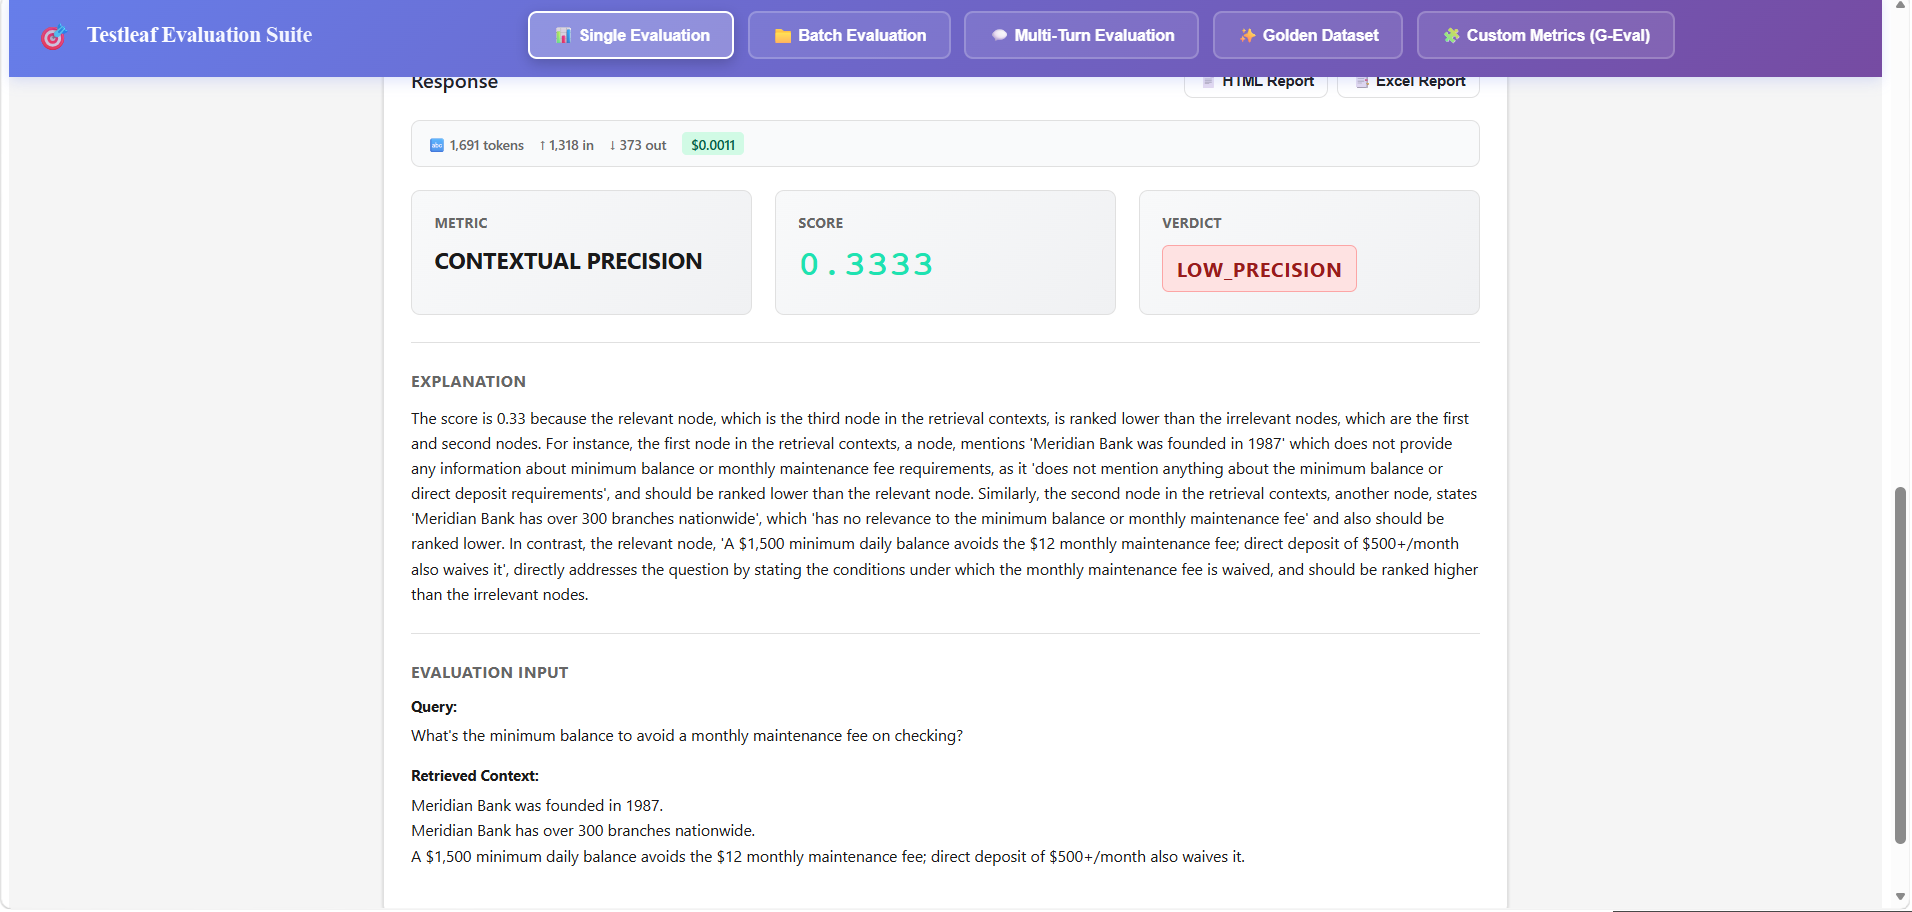 Testleaf Evaluation Suite
Single Evaluation
Batch Evaluation
Multi-Turn Evaluation
Golden Dataset
Custom Metrics (G-Eval)
Response
HTML Report
Excel Report
abc 1,691 tokens ↑ 1,318 in ↓ 373 out $0.0011
METRIC
CONTEXTUAL PRECISION
SCORE
0.3333
VERDICT
LOW_PRECISION
EXPLANATION
The score is 0.33 because the relevant node, which is the third node in the retrieval contexts, is ranked lower than the irrelevant nodes, which are the first
and second nodes. For instance, the first node in the retrieval contexts, a node, mentions 'Meridian Bank was founded in 1987' which does not provide
any information about minimum balance or monthly maintenance fee requirements, as it 'does not mention anything about the minimum balance or
direct deposit requirements', and should be ranked lower than the relevant node. Similarly, the second node in the retrieval contexts, another node, states
'Meridian Bank has over 300 branches nationwide', which 'has no relevance to the minimum balance or monthly maintenance fee' and also should be
ranked lower. In contrast, the relevant node, 'A $1,500 minimum daily balance avoids the $12 monthly maintenance fee; direct deposit of $500+/month
also waives it', directly addresses the question by stating the conditions under which the monthly maintenance fee is waived, and should be ranked higher
than the irrelevant nodes.
EVALUATION INPUT
Query:
What's the minimum balance to avoid a monthly maintenance fee on checking?
Retrieved Context:
Meridian Bank was founded in 1987.
Meridian Bank has over 300 branches nationwide.
A $1,500 minimum daily balance avoids the $12 monthly maintenance fee; direct deposit of $500+/month also waives it.